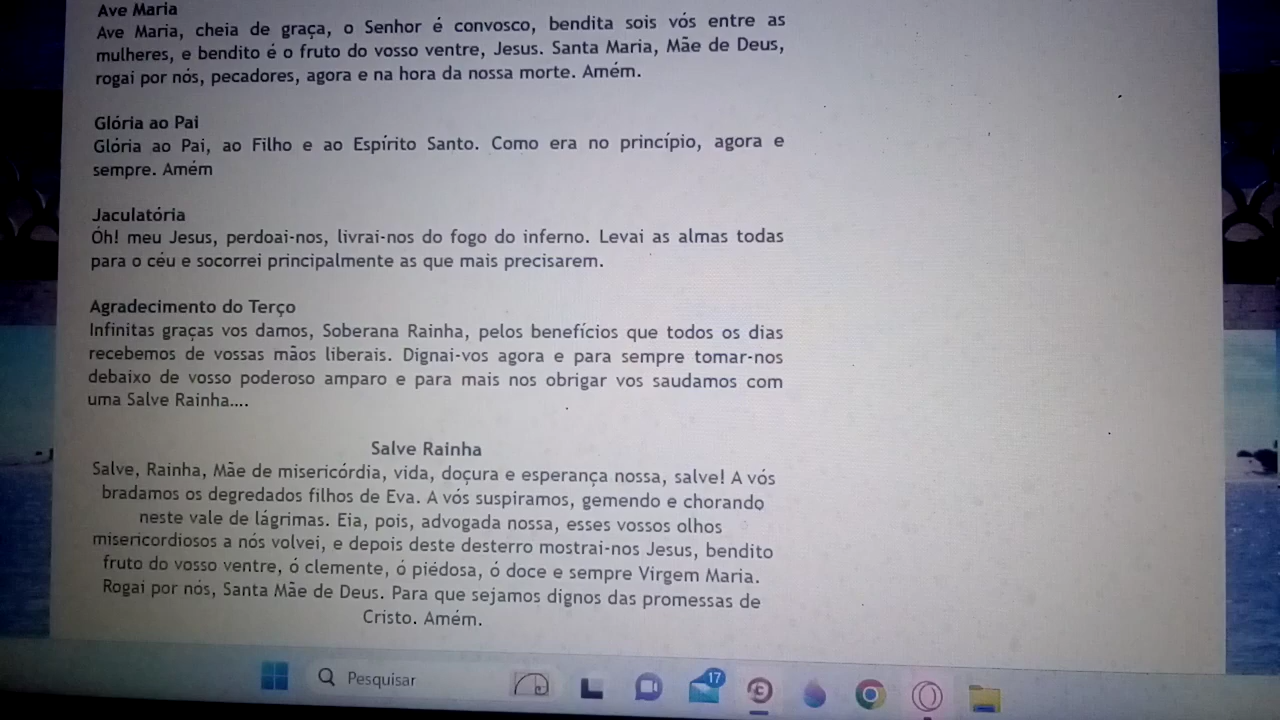 Ave Maria
Ave Maria, cheia de graça, o Senhor é convosco, bendita sois vós entre as
mulheres, e bendito é o fruto do vosso ventre, Jesus. Santa Maria, Mãe de Deus,
rogai por nós, pecadores, agora e na hora da nossa morte. Amém.
Glória ao Pai
Glória ao Pai, ao Filho e ao Espírito Santo. Como era no princípio, agora e
sempre. Amém
Jaculatória
Óh! meu Jesus, perdoai-nos, livrai-nos do fogo do inferno. Levai as almas todas
para o céu e socorrei principalmente as que mais precisarem.
Agradecimento do Terço
Infinitas graças vos damos, Soberana Rainha, pelos benefícios que todos os dias
recebemos de vossas mãos liberais. Dignai-vos agora e para sempre tomar-nos
debaixo de vosso poderoso amparo e para mais nos obrigar vos saudamos com
uma Salve Rainha....
Salve Rainha
Salve, Rainha, Mãe de misericórdia, vida, doçura e esperança nossa, salve! A vós
bradamos os degredados filhos de Eva. A vós suspiramos, gemendo e chorando
neste vale de lágrimas. Eia, pois, advogada nossa, esses vossos olhos
misericordiosos a nós volvei, e depois deste desterro mostrai-nos Jesus, bendito
fruto do vosso ventre, ó clemente, ó piédosa, ó doce e sempre Virgem Maria.
Rogai por nós, Santa Mãe de Deus. Para que sejamos dignos das promessas de
Cristo. Amém.
Pesquisar
17